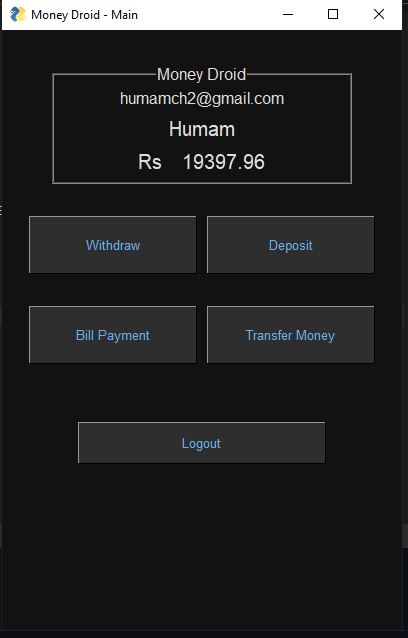 Money Droid - Main
Money Droid
humamch2@gmail.com
Humam
Rs 19397.96
Withdraw Deposit
Bill Payment Transfer Money
Logout